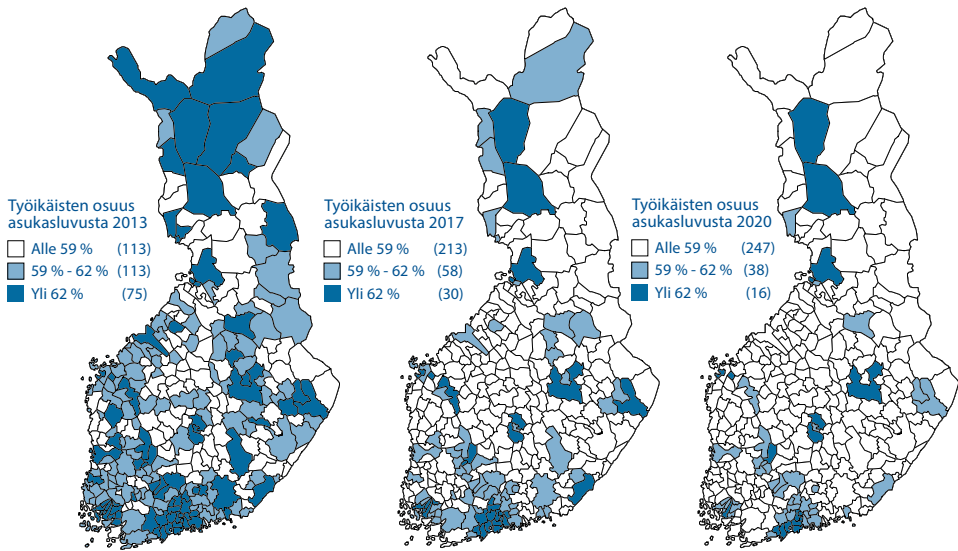 Työikäisten osuus
asukasluvusta 2013
Alle 59 % (113)
59 % - 62 % (113)
Yli 62 % (75)
Työikäisten osuus
asukasluvusta 2017
Alle 59 % (213)
59 % - 62 % (58)
Yli 62 % (30)
Työikäisten osuus
asukasluvusta 2020
Alle 59 % (247)
59 % - 62 % (38)
Yli 62 % (16)